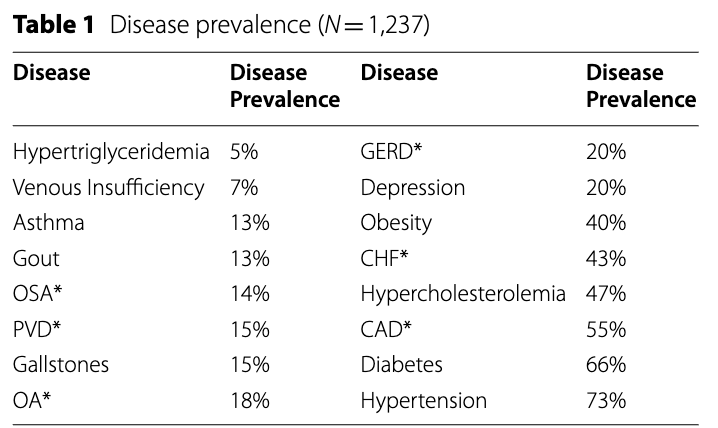 Table 1 Disease prevalence (N = 1,237)
Disease Disease Prevalence Disease Disease Prevalence
Hypertriglyceridemia 5% GERD* 20%
Venous Insufficiency 7% Depression 20%
Asthma 13% Obesity 40%
Gout 13% CHF* 43%
OSA* 14% Hypercholesterolemia 47%
PVD* 15% CAD* 55%
Gallstones 15% Diabetes 66%
OA* 18% Hypertension 73%